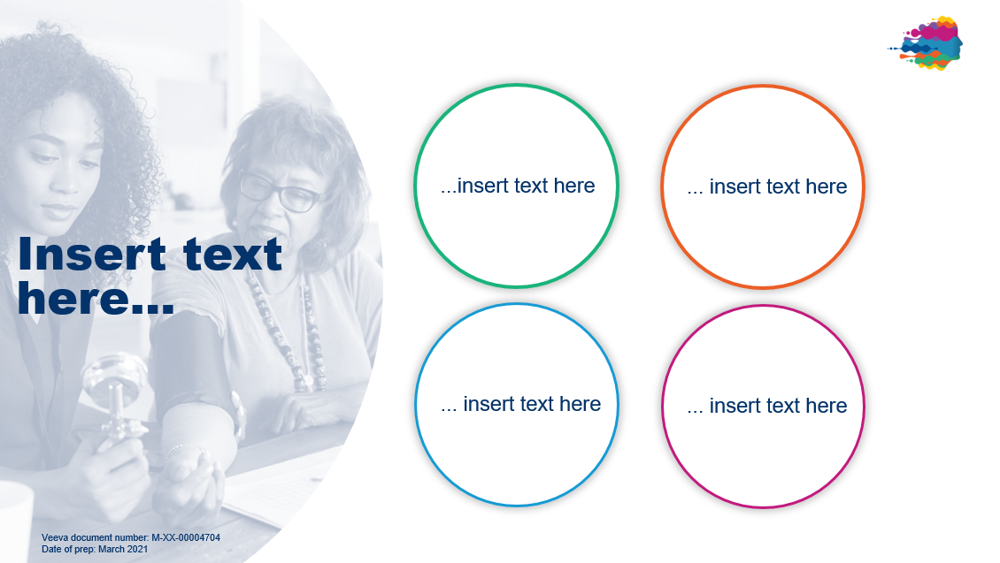 Insert text
here...
...insert text here
... insert text here
... insert text here
... insert text here
Veeva document number: M-XX-00004704
Date of prep: March 2021